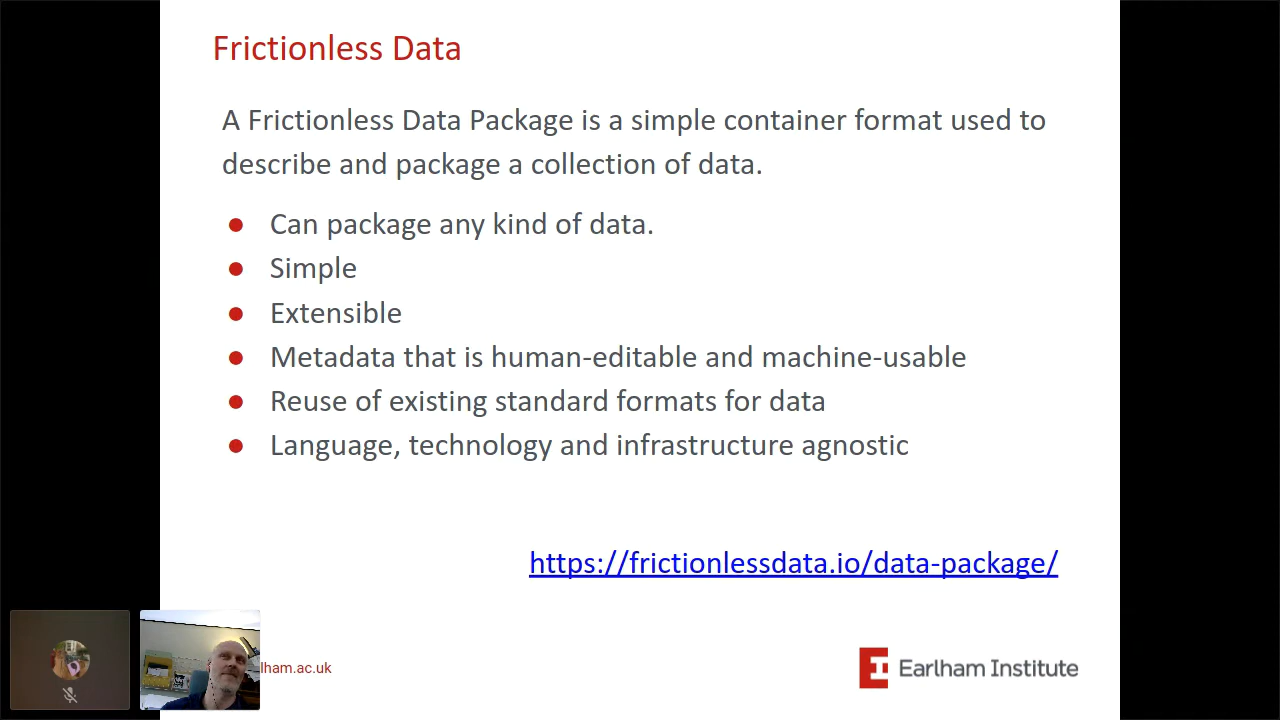 Frictionless Data
A Frictionless Data Package is a simple container format used to
describe and package a collection of data.
● Can package any kind of data.
● Simple
● Extensible
● Metadata that is human-editable and machine-usable
● Reuse of existing standard formats for data
● Language, technology and infrastructure agnostic
https://frictionlessdata.io/data-package/
lham.ac.uk
Earlham Institute